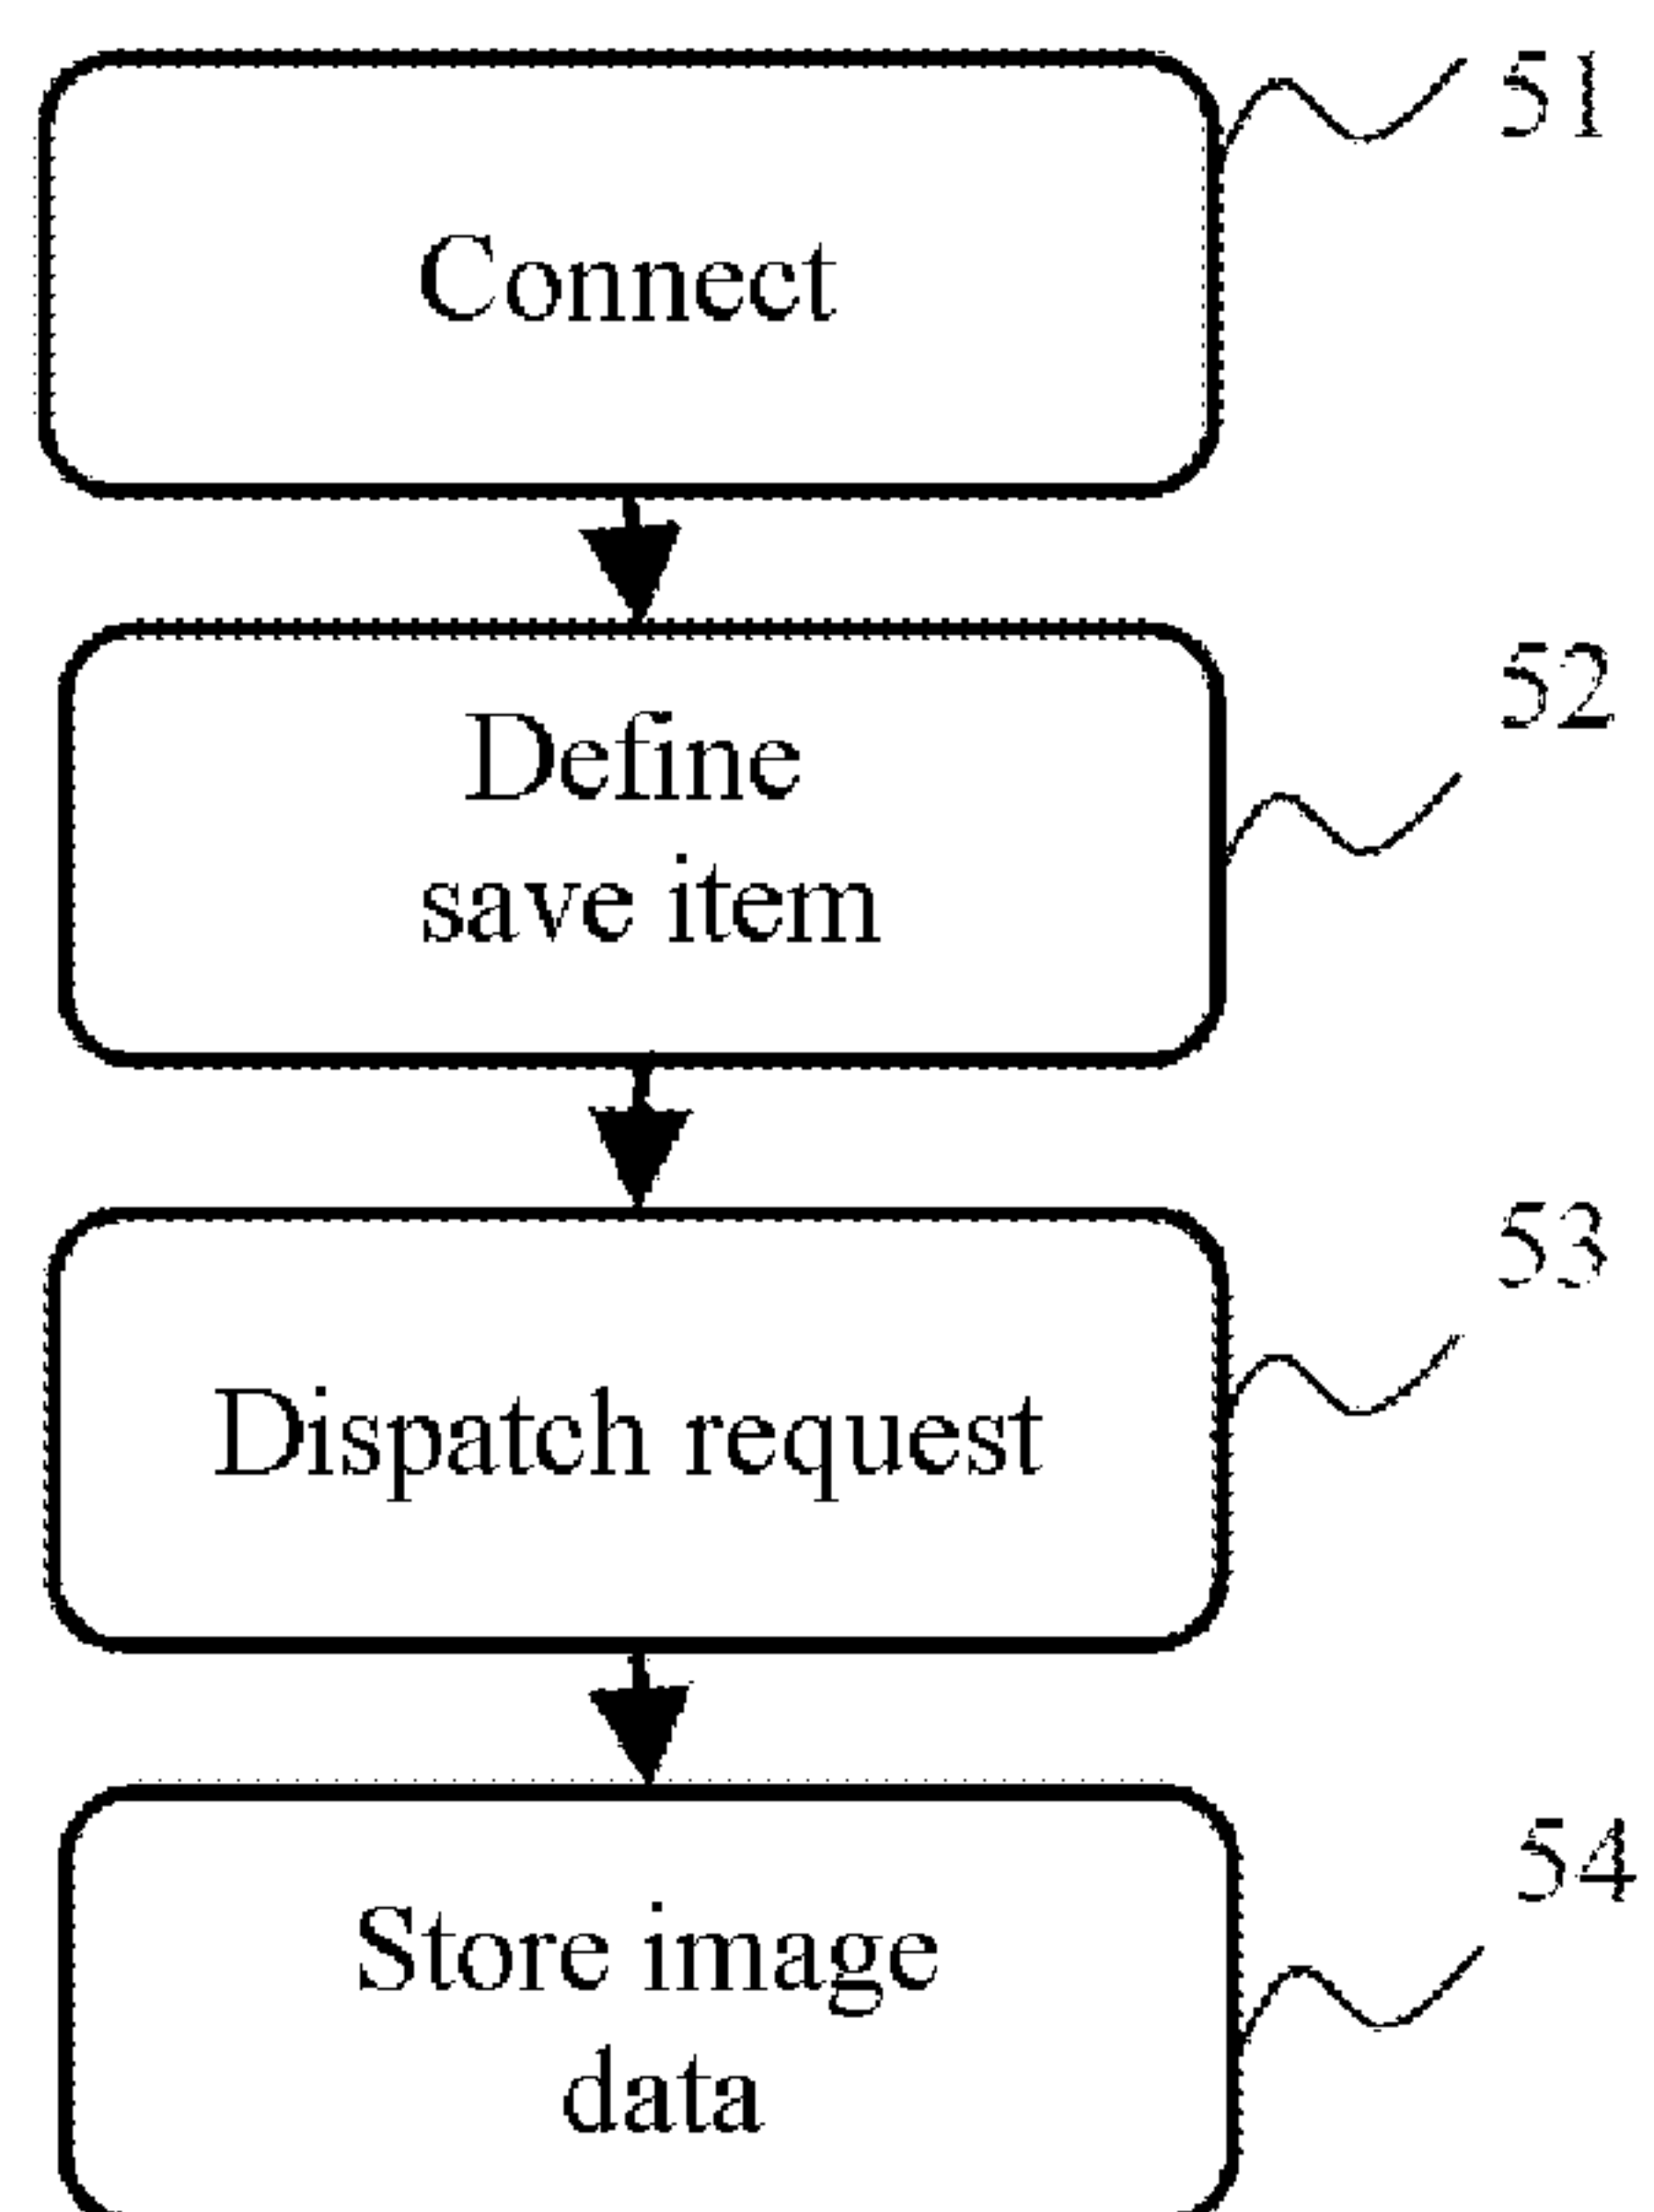 51
Connect
52
Define
save item
53
Dispatch request
54
Store image
data